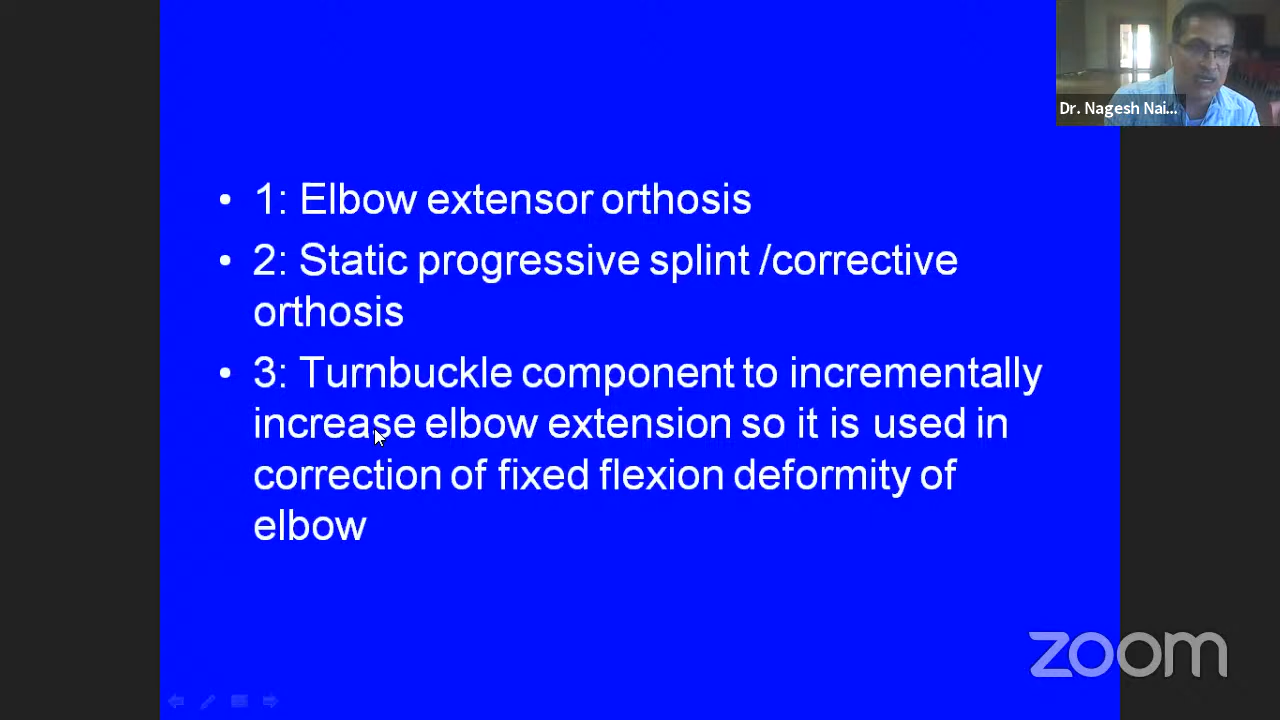 Dr. Nagesh Nai...
• 1: Elbow extensor orthosis
• 2: Static progressive splint /corrective
orthosis
• 3: Turnbuckle component to incrementally
increase elbow extension so it is used in
correction of fixed flexion deformity of
elbow
zoom